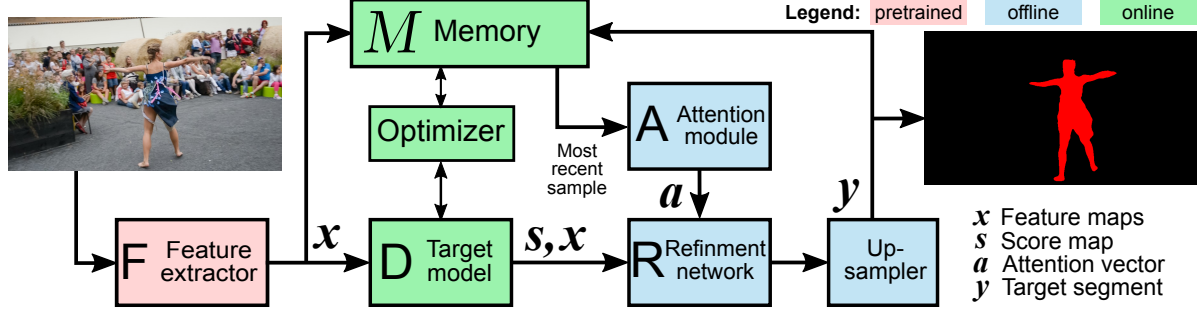 Legend: pretrained offline online
M Memory
Optimizer
A Attention
module
Most
recent
sample
a
y
F Feature
extractor
x
D Target
model
s, x
R Refinment
network
Up-
sampler
x Feature maps
s Score map
a Attention vector
y Target segment